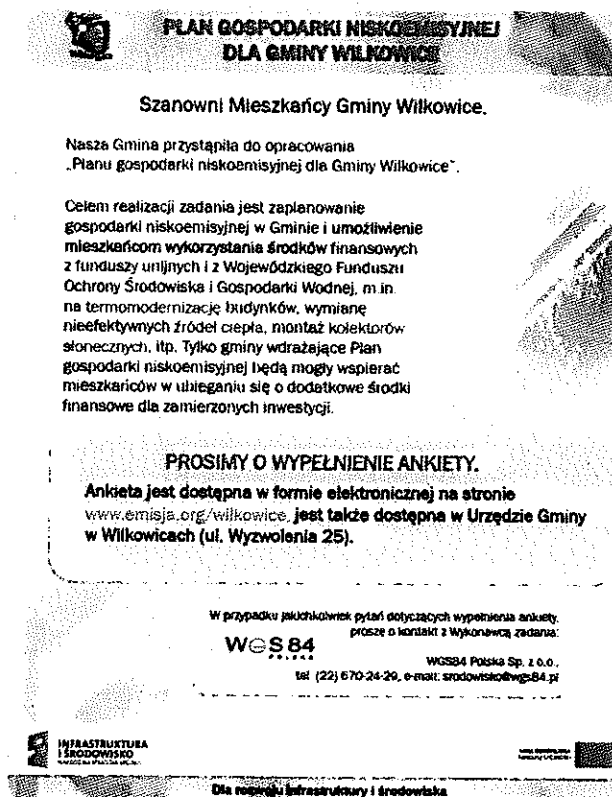 PLAN GOSPODARKI NISKOEMISYJNEJ
DLA GMINY WILKOWICE
Szanowni Mieszkańcy Gminy Wilkowice.
Nasza Gmina przystąpiła do opracowania
„Planu gospodarki niskoemisyjnej dla Gminy Wilkowice”.
Celem realizacji zadania jest zaplanowanie
gospodarki niskoemisyjnej w Gminie i umożliwienie
mieszkańcom wykorzystania środków finansowych
z funduszy unijnych i z Wojewódzkiego Funduszu
Ochrony Środowiska i Gospodarki Wodnej, m.in.
na termomodernizację budynków, wymianę
nieefektywnych źródeł ciepła, montaż kolektorów
słonecznych, itp. Tylko gminy wdrażające Plan
gospodarki niskoemisyjnej będą mogły wspierać
mieszkańców w ubieganiu się o dodatkowe środki
finansowe dla zamierzonych inwestycji.
PROSIMY O WYPEŁNIENIE ANKIETY.
Ankieta jest dostępna w formie elektronicznej na stronie
www.emisja.org/wilkowice, jest także dostępna w Urzędzie Gminy
w Wilkowicach (ul. Wyzwolenia 25).
W przypadku jakichkolwiek pytań dotyczących wypełnienia ankiety,
proszę o kontakt z Wykonawcą zadania:
WGS84
POLSKA
WGS84 Polska Sp. z o.o.,
tel. (22) 670-24-29, e-mail: srodowisko@wgs84.pl
INFRASTRUKTURA
I ŚRODOWISKO
Dla rozwoju infrastruktury i środowiska